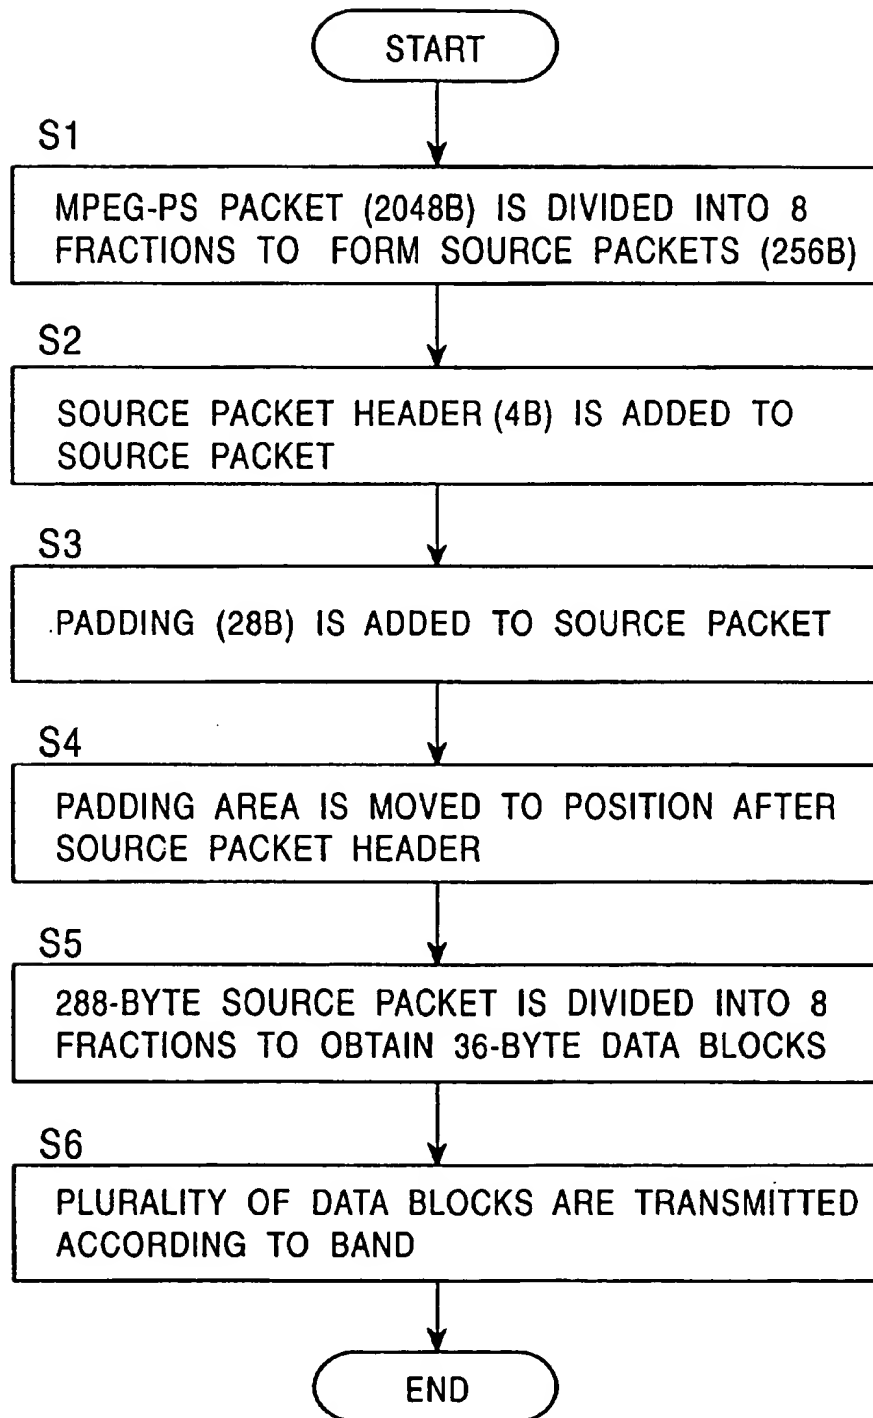 START
S1
MPEG-PS PACKET (2048B) IS DIVIDED INTO 8
FRACTIONS TO FORM SOURCE PACKETS (256B)
S2
SOURCE PACKET HEADER (4B) IS ADDED TO
SOURCE PACKET
S3
PADDING (28B) IS ADDED TO SOURCE PACKET
S4
PADDING AREA IS MOVED TO POSITION AFTER
SOURCE PACKET HEADER
S5
288-BYTE SOURCE PACKET IS DIVIDED INTO 8
FRACTIONS TO OBTAIN 36-BYTE DATA BLOCKS
S6
PLURALITY OF DATA BLOCKS ARE TRANSMITTED
ACCORDING TO BAND
END